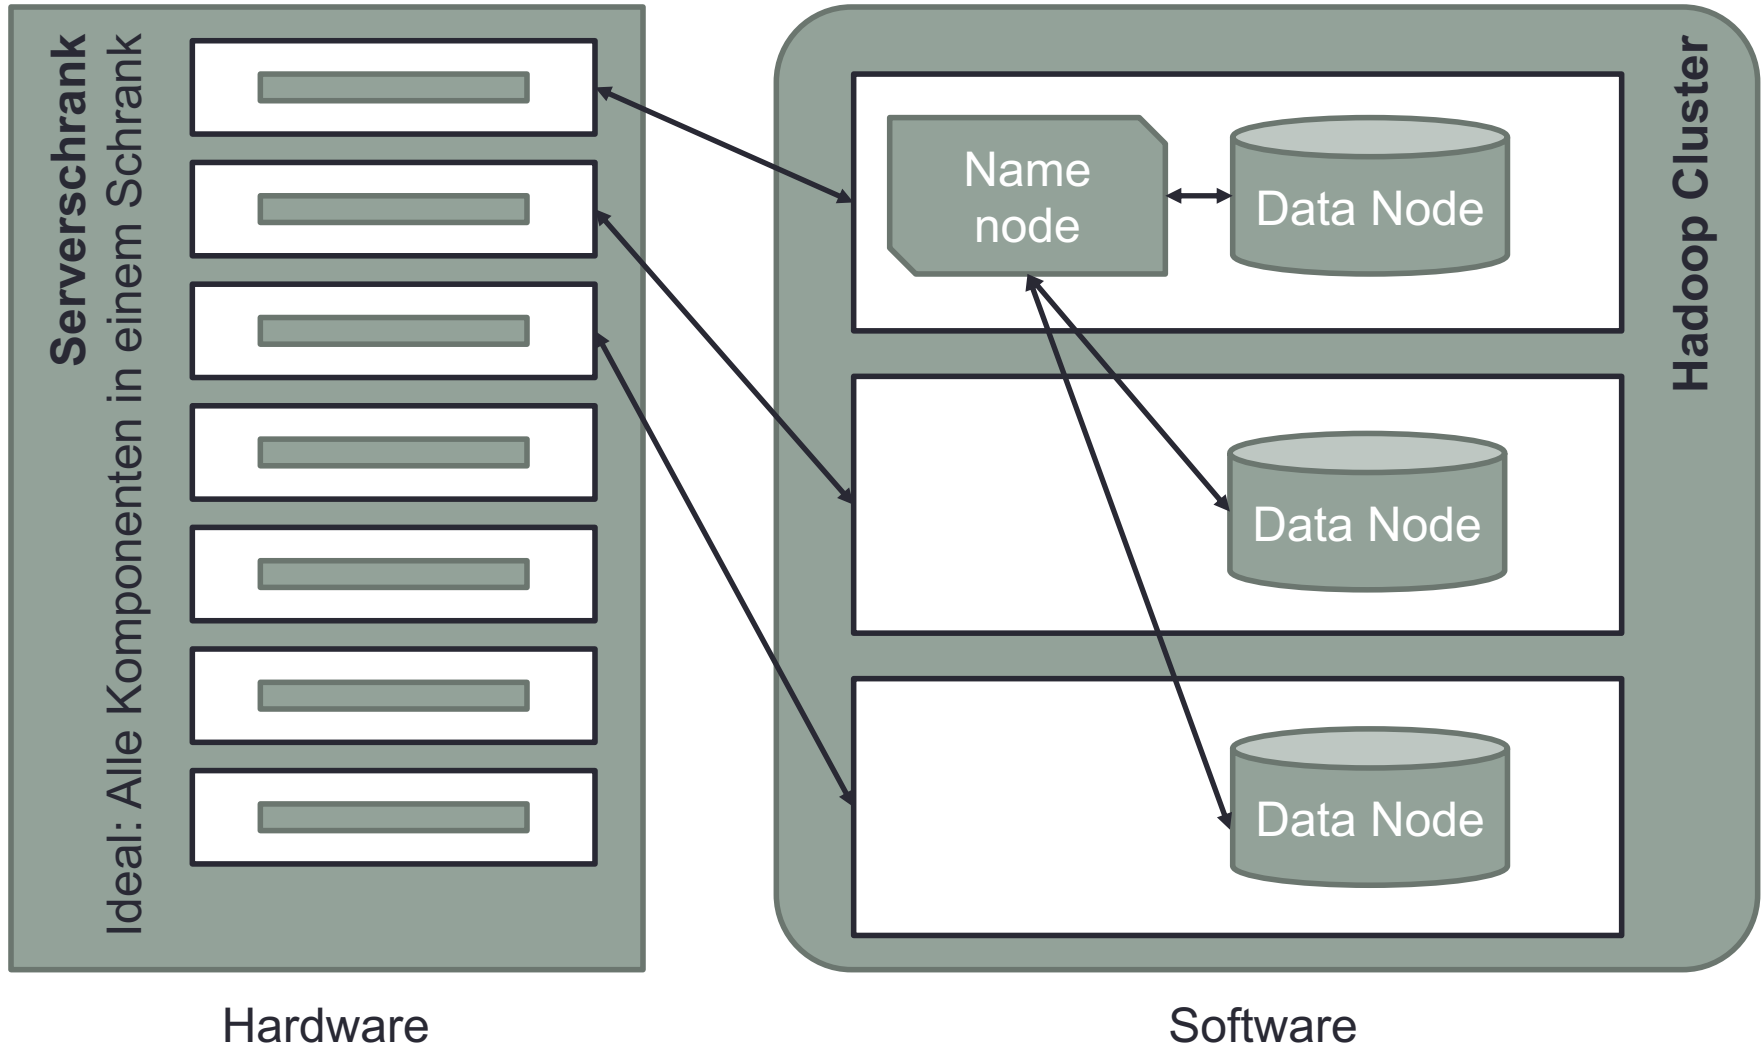 Serverschrank
Ideal: Alle Komponenten in einem Schrank
Name
node
Data Node
Data Node
Data Node
Hadoop Cluster
Hardware
Software